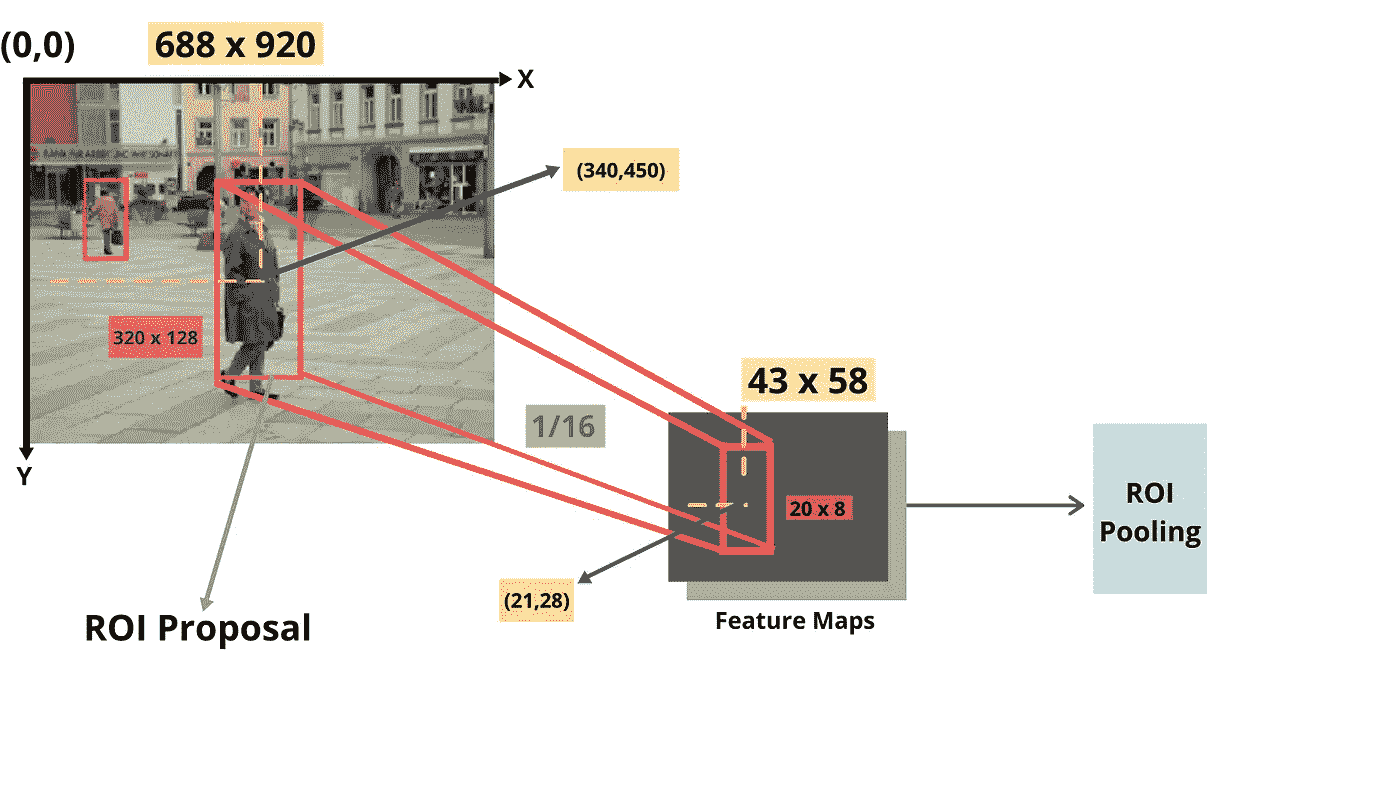 (0,0)
688 x 920
X
(340,450)
320 x 128
43 x 58
1/16
Y
20 x 8
ROI
Pooling
(21,28)
ROI Proposal
Feature Maps